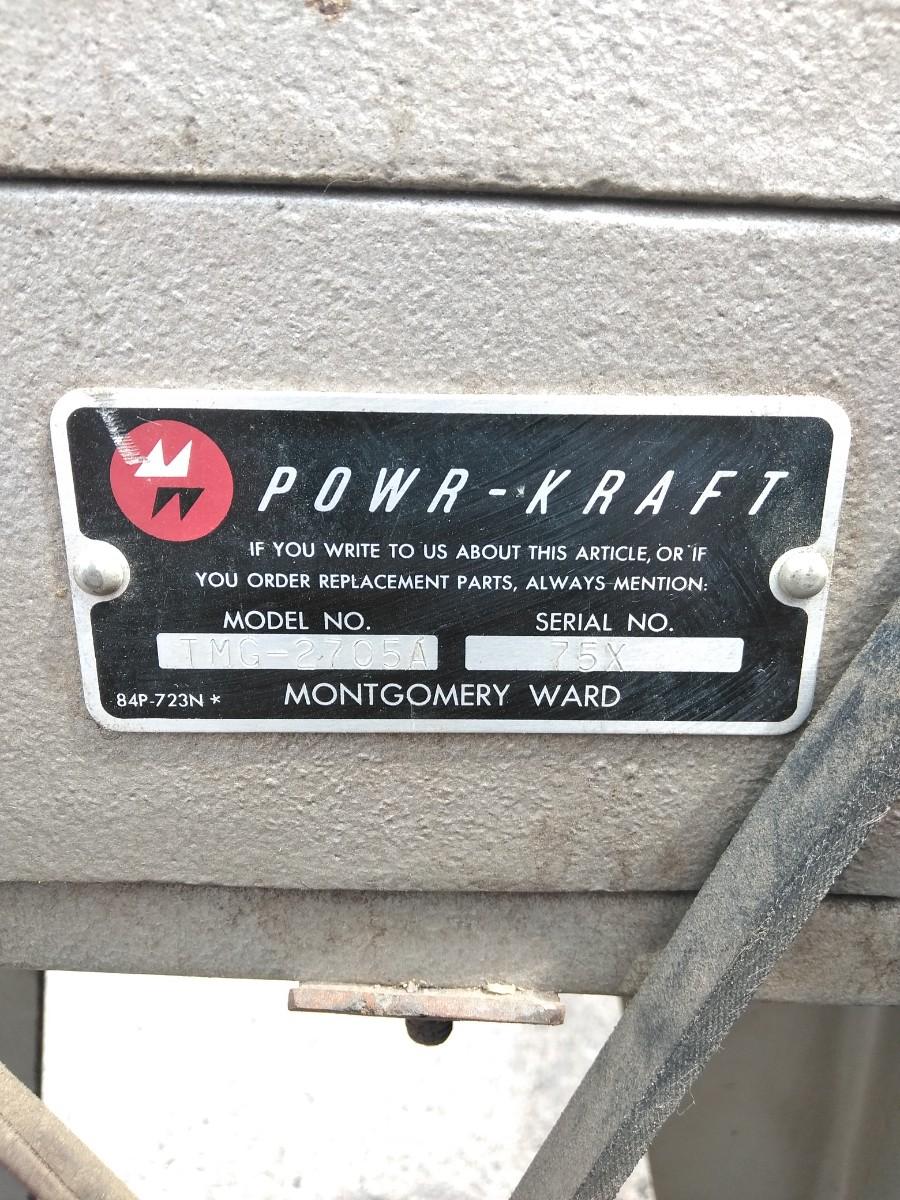 MW
POWR-KRAFT
IF YOU WRITE TO US ABOUT THIS ARTICLE, OR IF
YOU ORDER REPLACEMENT PARTS, ALWAYS MENTION:
MODEL NO. SERIAL NO.
TMG-2705A 75X
84P-723N * MONTGOMERY WARD